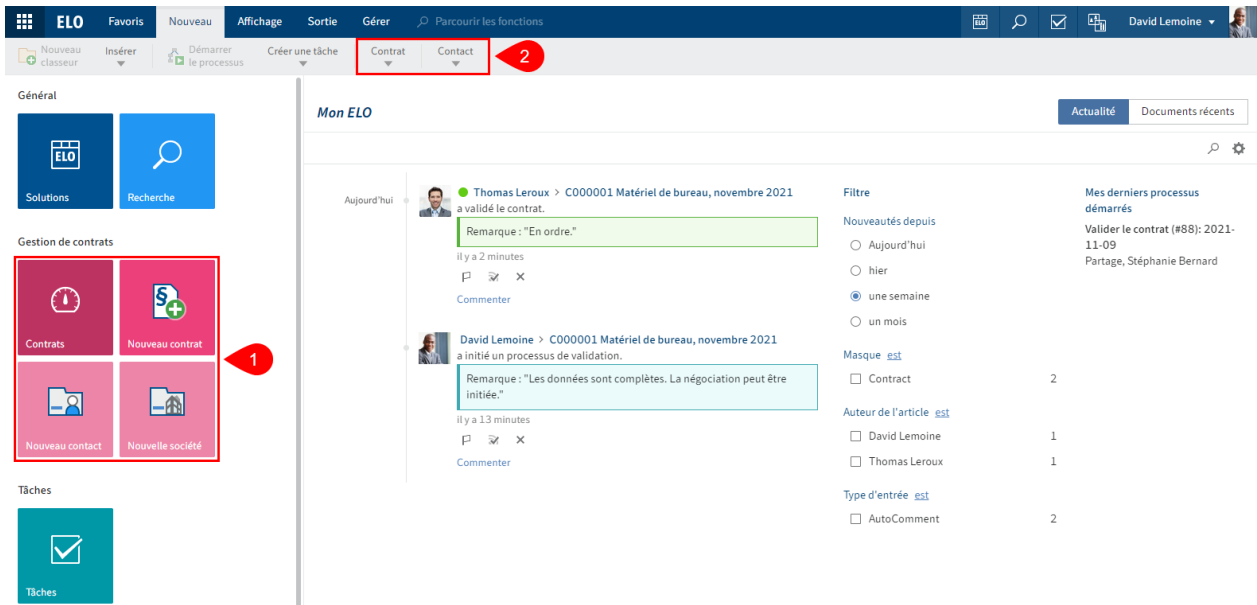 ELO Favoris Nouveau Affichage Sortie Gérer Parcourir les fonctions ELO David Lemoine
Nouveau classeur Insérer Démarrer le processus Créer une tâche Contrat Contact 2
Général
Solutions Recherche
ELO
Gestion de contrats
Contrats Nouveau contrat
§
1
Nouveau contact Nouvelle société
Tâches
Tâches
Mon ELO
Actualité Documents récents
Aujourd'hui
Thomas Leroux > C000001 Matériel de bureau, novembre 2021
a validé le contrat.
Remarque : "En ordre."
il y a 2 minutes
Commenter
David Lemoine > C000001 Matériel de bureau, novembre 2021
a initié un processus de validation.
Remarque : "Les données sont complètes. La négociation peut être
initiée."
il y a 13 minutes
Commenter
Filtre
Nouveautés depuis
Aujourd'hui
hier
une semaine
un mois
Masque est
Contract 2
Auteur de l'article est
David Lemoine 1
Thomas Leroux 1
Type d'entrée est
AutoComment 2
Mes derniers processus
démarrés
Valider le contrat (#88): 2021-
11-09
Partage, Stéphanie Bernard